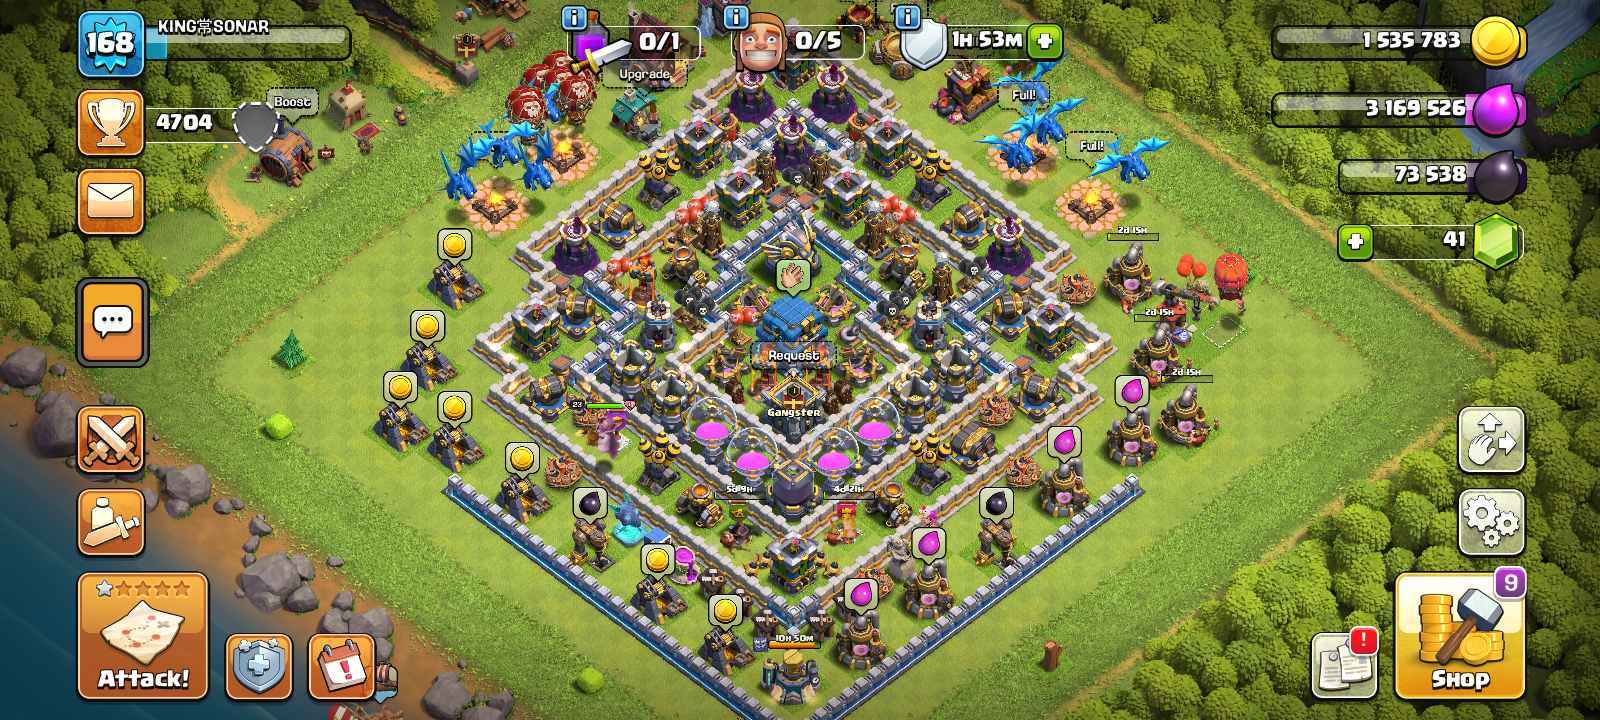 168
KING常SONAR
0/1
0/5
1H 53M
1 535 783
Upgrade
Boost
4704
Full!
3 169 526
Full!
73 538
2d 15H
41
2d 15H
Request
2d 15H
23
Gangster
5d 9H
4d 21H
10H 50M
9
Attack!
Shop